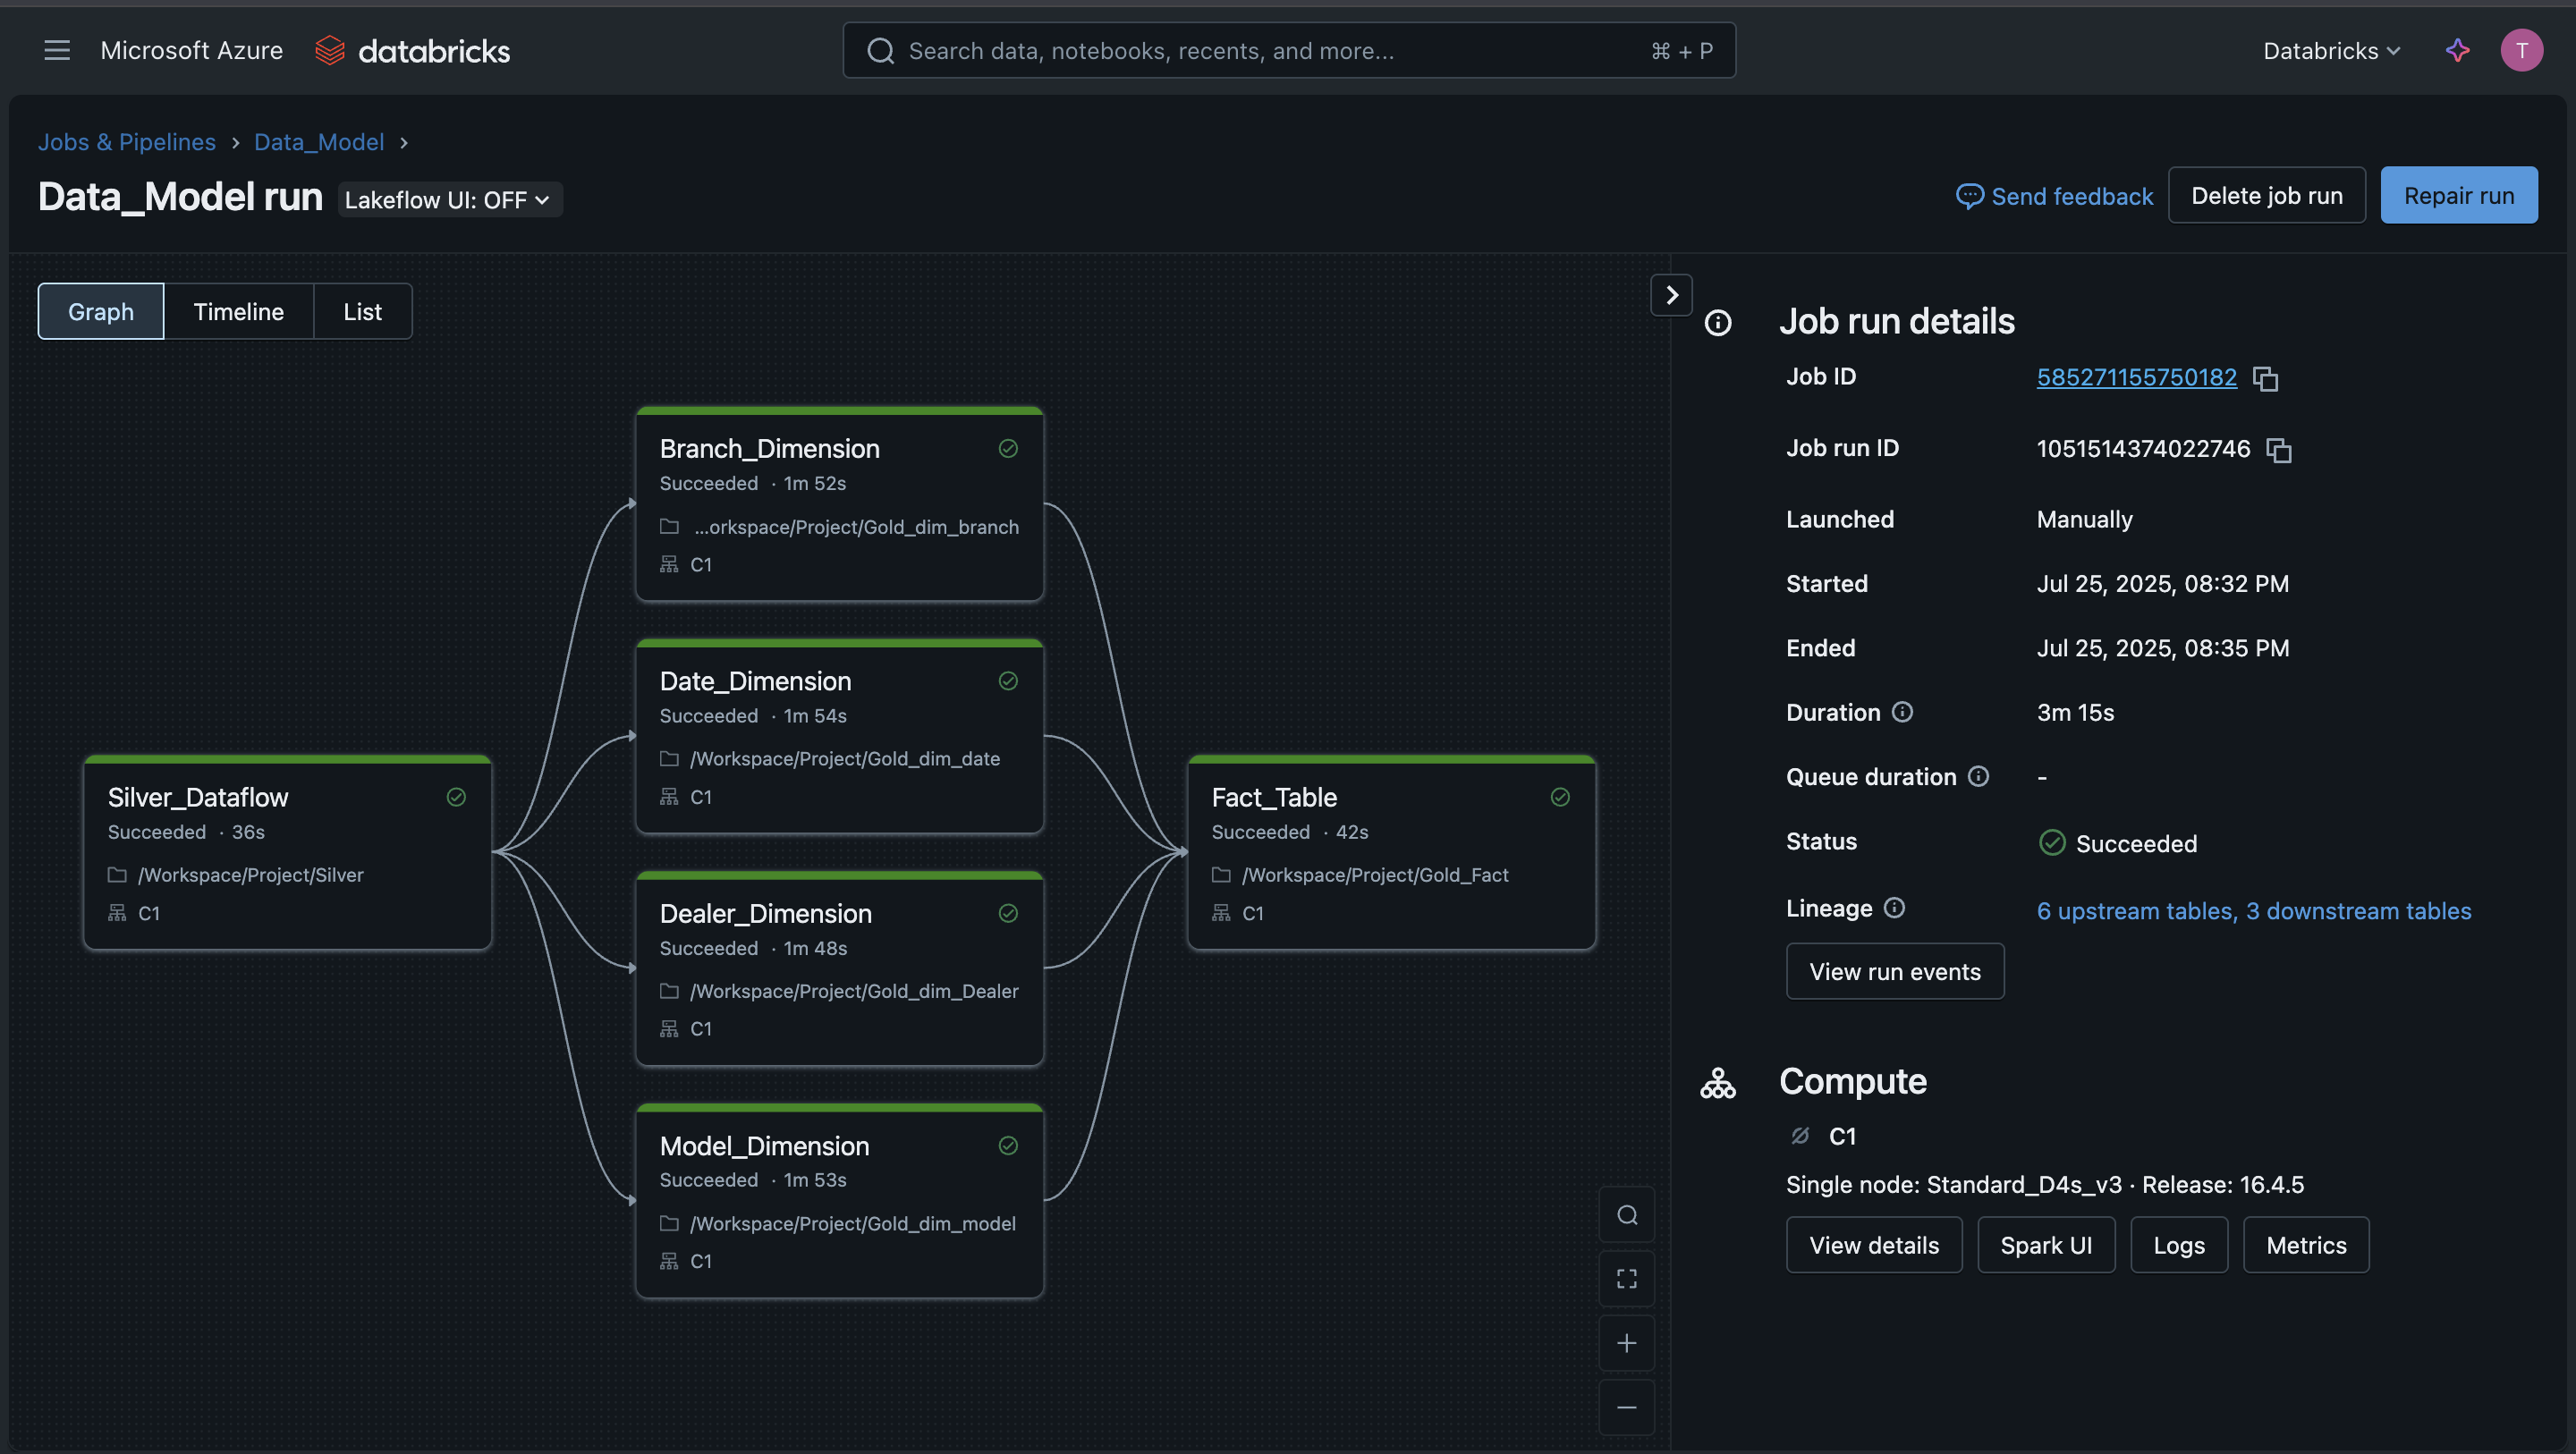 Microsoft Azure databricks
Search data, notebooks, recents, and more... ⌘ + P
Databricks
T
Jobs & Pipelines › Data_Model ›
Data_Model run Lakeflow UI: OFF
Send feedback
Delete job run
Repair run
Graph Timeline List
Silver_Dataflow
Succeeded · 36s
/Workspace/Project/Silver
C1
Branch_Dimension
Succeeded · 1m 52s
...orkspace/Project/Gold_dim_branch
C1
Date_Dimension
Succeeded · 1m 54s
/Workspace/Project/Gold_dim_date
C1
Dealer_Dimension
Succeeded · 1m 48s
/Workspace/Project/Gold_dim_Dealer
C1
Model_Dimension
Succeeded · 1m 53s
/Workspace/Project/Gold_dim_model
C1
Fact_Table
Succeeded · 42s
/Workspace/Project/Gold_Fact
C1
Job run details
Job ID 585271155750182
Job run ID 1051514374022746
Launched Manually
Started Jul 25, 2025, 08:32 PM
Ended Jul 25, 2025, 08:35 PM
Duration 3m 15s
Queue duration -
Status Succeeded
Lineage 6 upstream tables, 3 downstream tables
View run events
Compute
C1
Single node: Standard_D4s_v3 · Release: 16.4.5
View details Spark UI Logs Metrics